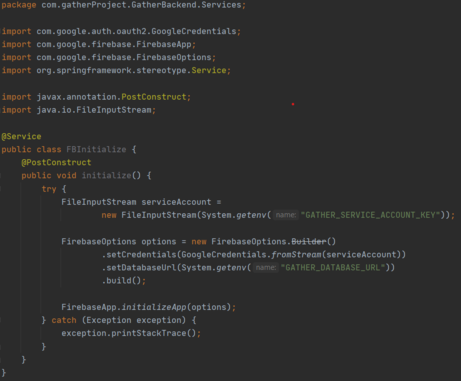 package com.gatherProject.GatherBackend.Services;
import com.google.auth.oauth2.GoogleCredentials;
import com.google.firebase.FirebaseApp;
import com.google.firebase.FirebaseOptions;
import org.springframework.stereotype.Service;
import javax.annotation.PostConstruct;
import java.io.FileInputStream;
@Service
public class FBInitialize {
@PostConstruct
public void initialize() {
try {
FileInputStream serviceAccount =
new FileInputStream(System.getenv( name: "GATHER_SERVICE_ACCOUNT_KEY"));
FirebaseOptions options = new FirebaseOptions.Builder()
.setCredentials(GoogleCredentials.fromStream(serviceAccount))
.setDatabaseUrl(System.getenv( name: "GATHER_DATABASE_URL"))
.build();
FirebaseApp.initializeApp(options);
} catch (Exception exception) {
exception.printStackTrace();
}
}
}